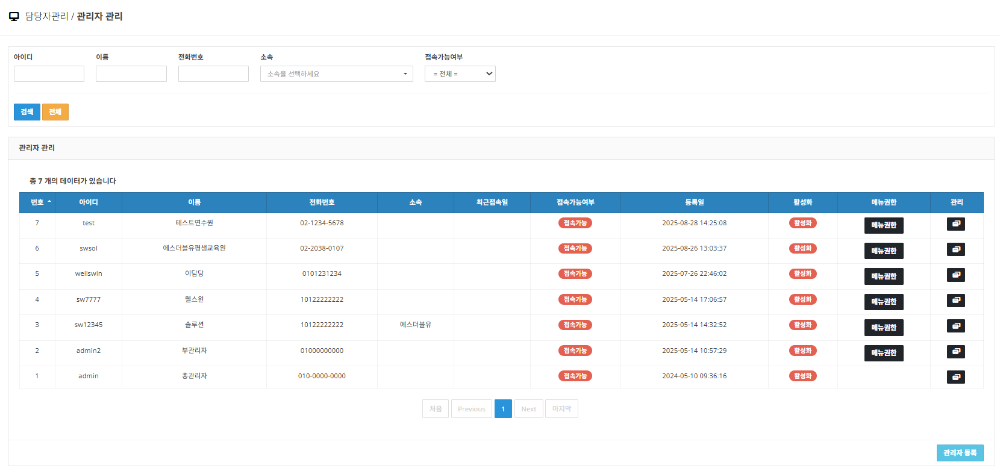 담당자관리 / 관리자 관리
아이디 이름 전화번호 소속 접속가능여부
소속을 선택하세요 = 전체 =
검색 전체
관리자 관리
총 7 개의 데이터가 있습니다
번호 아이디 이름 전화번호 소속 최근접속일 접속가능여부 등록일 활성화 메뉴권한 관리
7 test 테스트연수원 02-1234-5678 접속가능 2025-08-28 14:25:08 활성화 메뉴권한
6 swsol 에스더블유평생교육원 02-2038-0107 접속가능 2025-08-26 13:03:37 활성화 메뉴권한
5 wellswin 이담당 0101231234 접속가능 2025-07-26 22:46:02 활성화 메뉴권한
4 sw7777 웰스윈 10122222222 접속가능 2025-05-14 17:06:57 활성화 메뉴권한
3 sw12345 솔루션 10122222222 에스더블유 접속가능 2025-05-14 14:32:52 활성화 메뉴권한
2 admin2 부관리자 01000000000 접속가능 2025-05-14 10:57:29 활성화 메뉴권한
1 admin 총관리자 010-0000-0000 접속가능 2024-05-10 09:36:16 활성화
처음 Previous 1 Next 마지막
관리자 등록